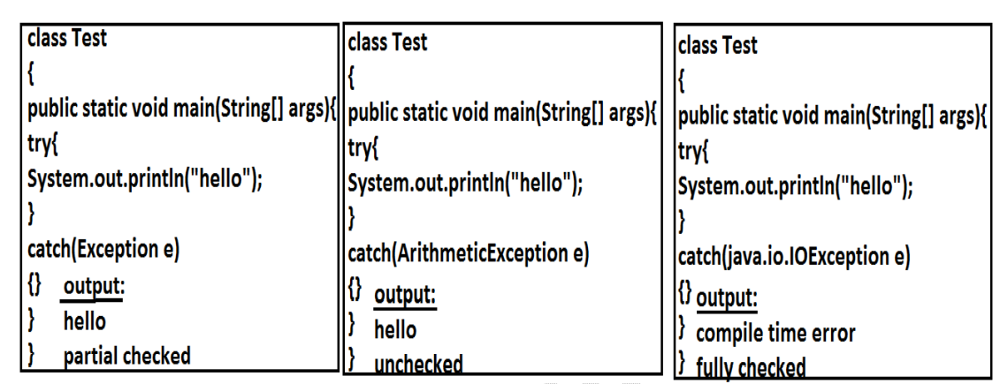 class Test
{
public static void main(String[] args){
try{
System.out.println("hello");
}
catch(Exception e)
{} output:
} hello
} partial checked
class Test
{
public static void main(String[] args){
try{
System.out.println("hello");
}
catch(ArithmeticException e)
{} output:
} hello
} unchecked
class Test
{
public static void main(String[] args){
try{
System.out.println("hello");
}
catch(java.io.IOException e)
{} output:
} compile time error
} fully checked